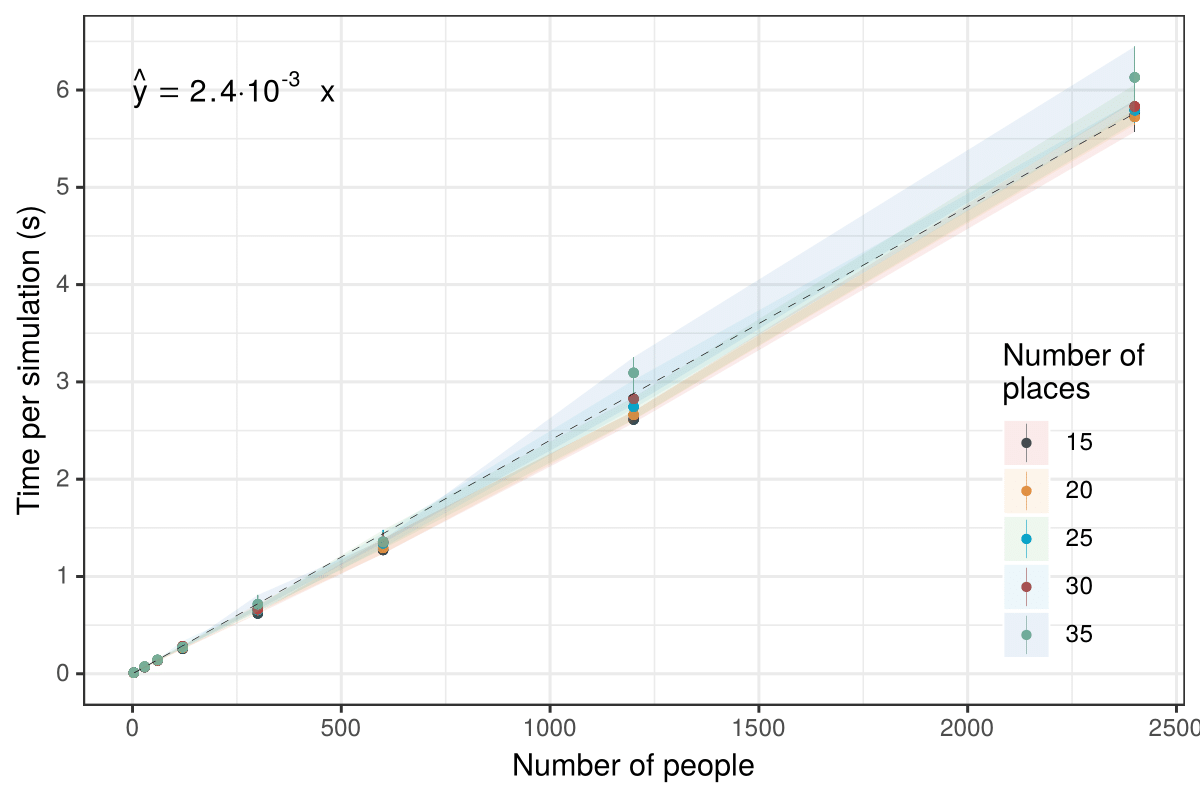 ŷ = 2.4·10⁻³ x
6
5
4
3
2
1
0
Time per simulation (s)
0 500 1000 1500 2000 2500
Number of people
Number of
places
15
20
25
30
35